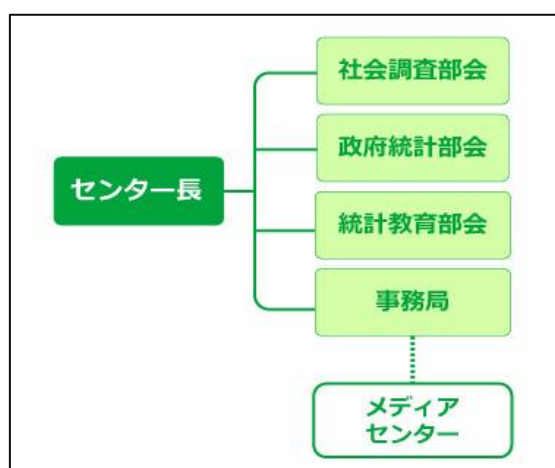 社会調査部会
政府統計部会
センター長
統計教育部会
事務局
メディア
センター